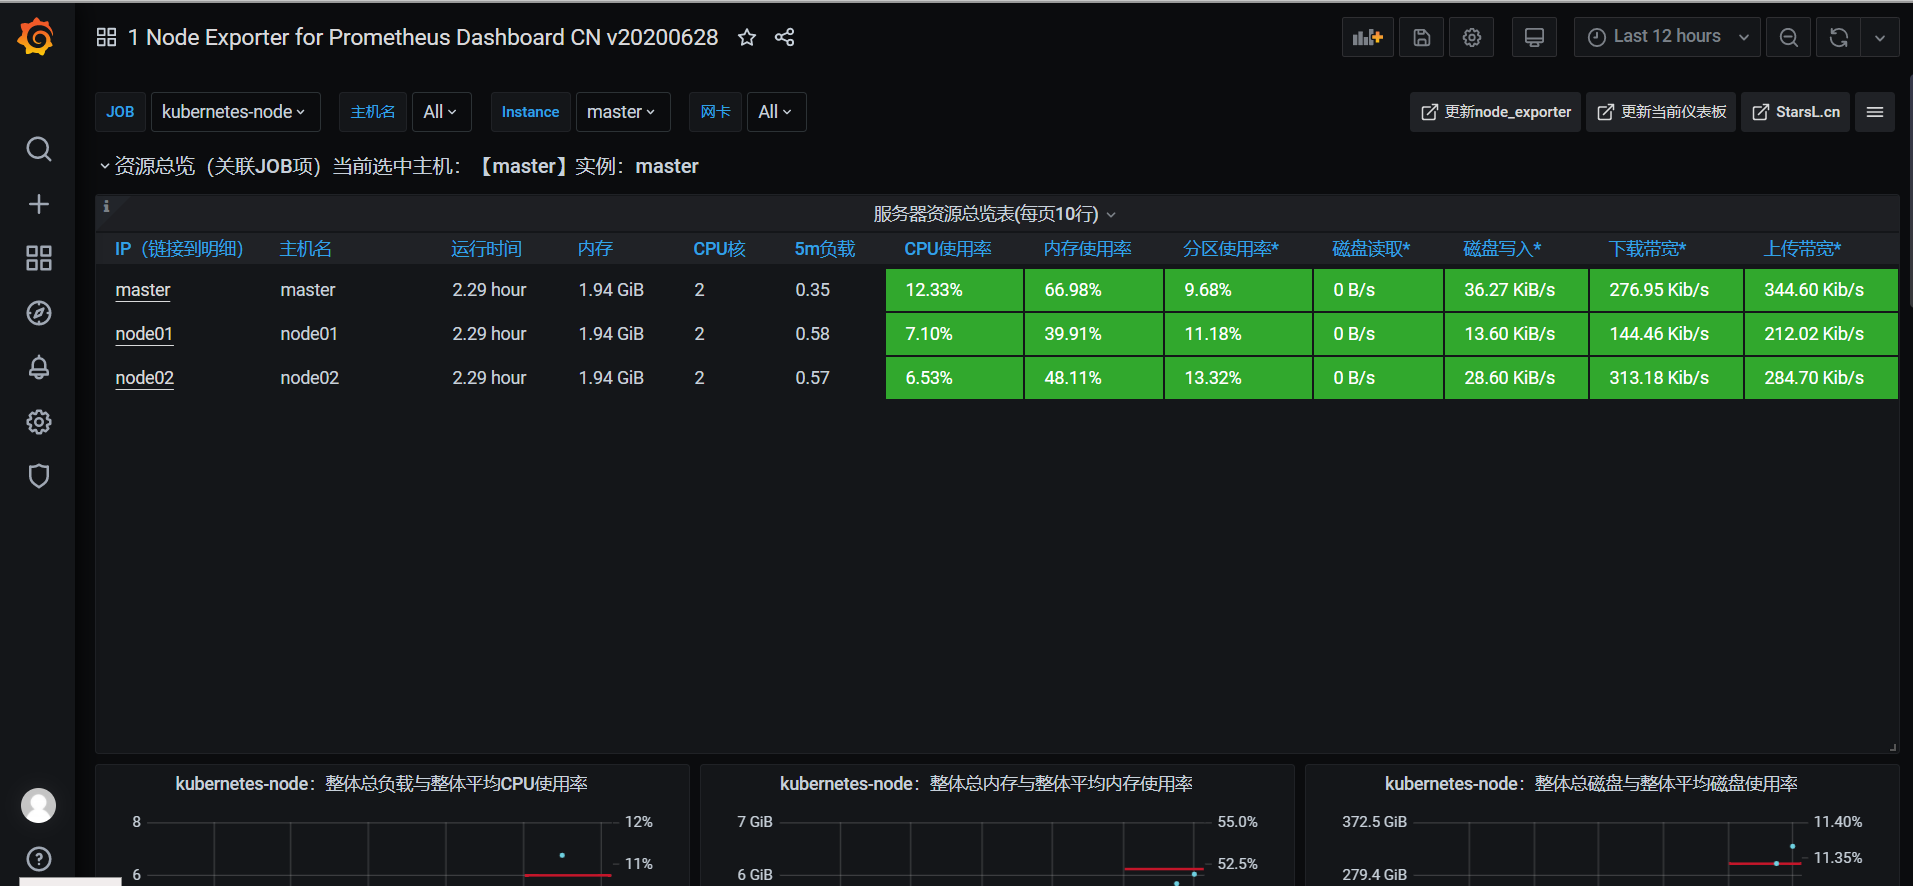 1 Node Exporter for Prometheus Dashboard CN v20200628
Last 12 hours
JOB kubernetes-node 主机名 All Instance master 网卡 All 更新node_exporter 更新当前仪表板 StarsL.cn
资源总览（关联JOB项）当前选中主机：【master】实例：master
服务器资源总览表(每页10行)
IP（链接到明细） 主机名 运行时间 内存 CPU核 5m负载 CPU使用率 内存使用率 分区使用率* 磁盘读取* 磁盘写入* 下载带宽* 上传带宽*
master master 2.29 hour 1.94 GiB 2 0.35 12.33% 66.98% 9.68% 0 B/s 36.27 KiB/s 276.95 Kib/s 344.60 Kib/s
node01 node01 2.29 hour 1.94 GiB 2 0.58 7.10% 39.91% 11.18% 0 B/s 13.60 KiB/s 144.46 Kib/s 212.02 Kib/s
node02 node02 2.29 hour 1.94 GiB 2 0.57 6.53% 48.11% 13.32% 0 B/s 28.60 KiB/s 313.18 Kib/s 284.70 Kib/s
kubernetes-node：整体总负载与整体平均CPU使用率
8 12%
11%
6
kubernetes-node：整体总内存与整体平均内存使用率
7 GiB 55.0%
52.5%
6 GiB
kubernetes-node：整体总磁盘与整体平均磁盘使用率
372.5 GiB 11.40%
11.35%
279.4 GiB